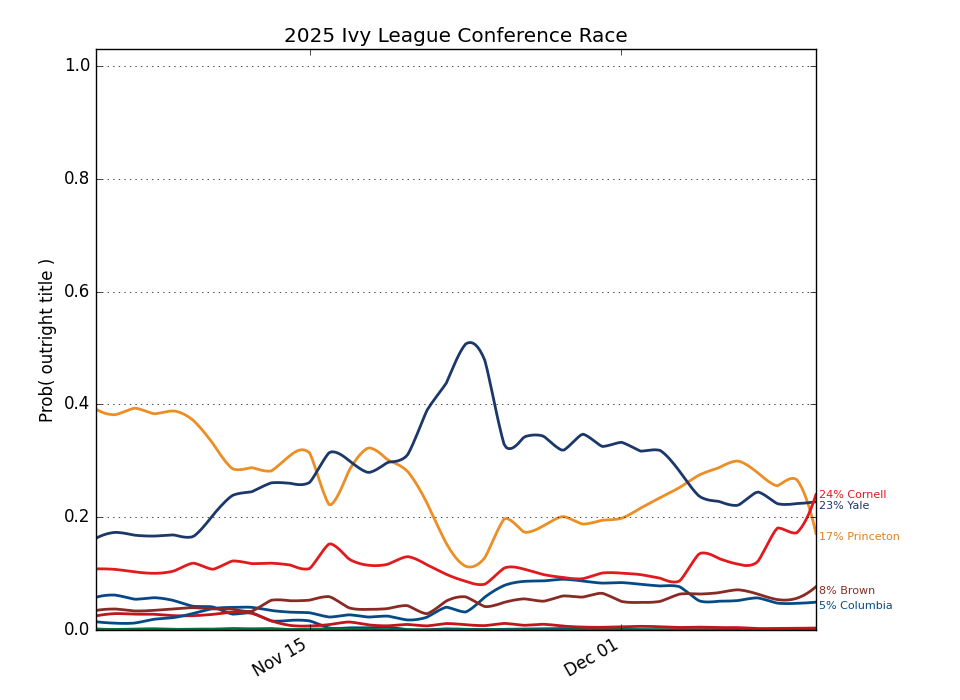 2025 Ivy League Conference Race
Prob( outright title )
1.0
0.8
0.6
0.4
0.2
0.0
24% Cornell
23% Yale
17% Princeton
8% Brown
5% Columbia
Nov 15
Dec 01